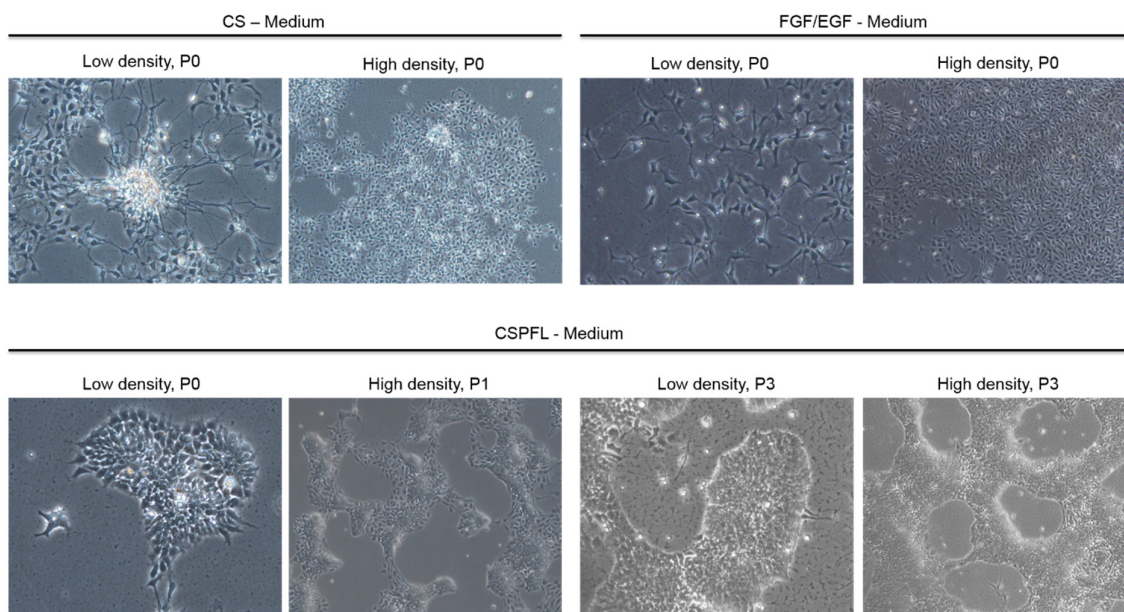 CS – Medium
FGF/EGF - Medium
Low density, P0
High density, P0
Low density, P0
High density, P0
CSPFL - Medium
Low density, P0
High density, P1
Low density, P3
High density, P3